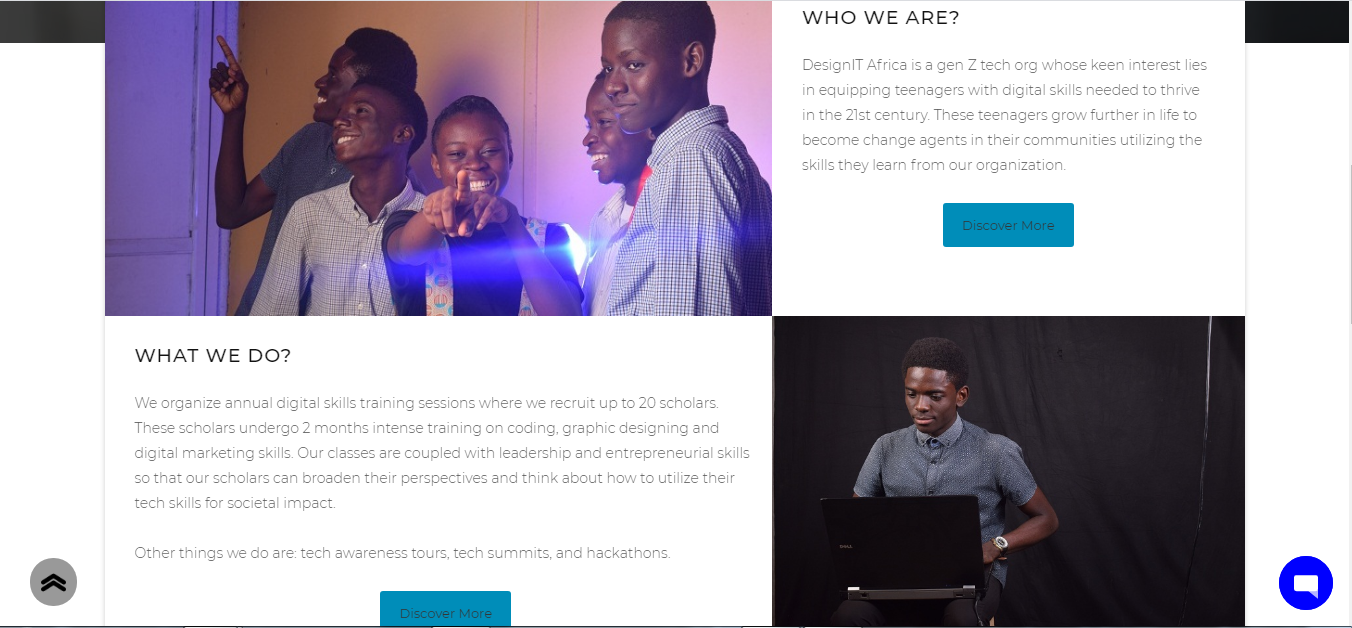 WHO WE ARE?
DesignIT Africa is a gen Z tech org whose keen interest lies
in equipping teenagers with digital skills needed to thrive
in the 21st century. These teenagers grow further in life to
become change agents in their communities utilizing the
skills they learn from our organization.
Discover More
WHAT WE DO?
We organize annual digital skills training sessions where we recruit up to 20 scholars.
These scholars undergo 2 months intense training on coding, graphic designing and
digital marketing skills. Our classes are coupled with leadership and entrepreneurial skills
so that our scholars can broaden their perspectives and think about how to utilize their
tech skills for societal impact.
Other things we do are: tech awareness tours, tech summits, and hackathons.
Discover More
DELL